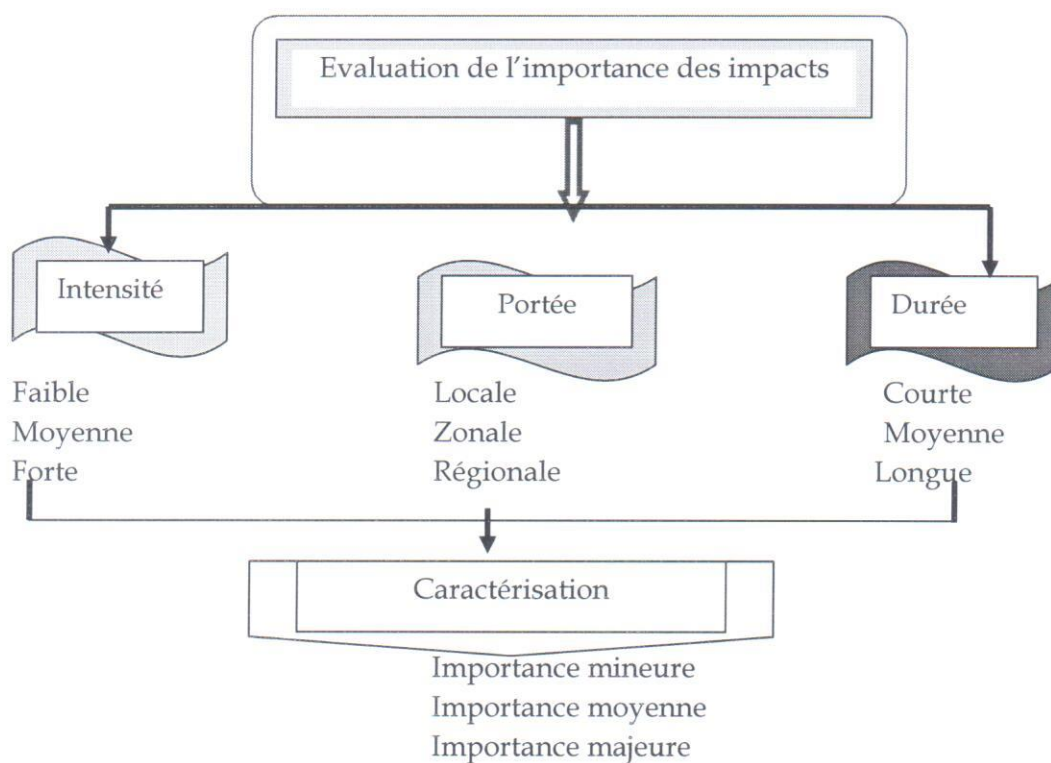 Evaluation de l'importance des impacts
Intensité
Portée
Durée
Faible
Moyenne
Forte
Locale
Zonale
Régionale
Courte
Moyenne
Longue
Caractérisation
Importance mineure
Importance moyenne
Importance majeure